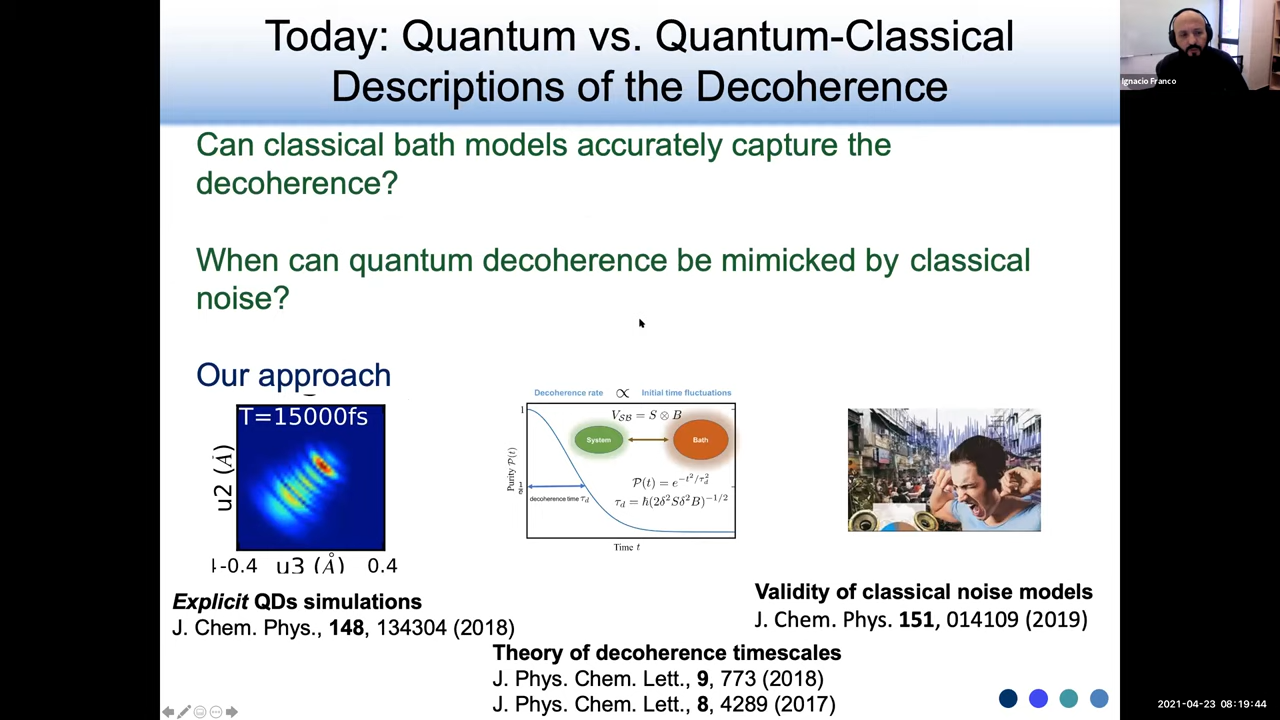 Today: Quantum vs. Quantum-Classical
Descriptions of the Decoherence
Ignacio Franco
Can classical bath models accurately capture the
decoherence?
When can quantum decoherence be mimicked by classical
noise?
Our approach
T=15000fs
u2 (Å)
-0.4 u3 (Å) 0.4
Decoherence rate ∝ Initial time fluctuations
1
V_SB = S ⊗ B
System
Bath
Purity P(t)
P(t) = e^{-t²/τ_d²}
decoherence time τ_d
τ_d = ħ(2δ²Sδ²B)^{-1/2}
Time t
Explicit QDs simulations
J. Chem. Phys., 148, 134304 (2018)
Validity of classical noise models
J. Chem. Phys. 151, 014109 (2019)
Theory of decoherence timescales
J. Phys. Chem. Lett., 9, 773 (2018)
J. Phys. Chem. Lett., 8, 4289 (2017)
2021-04-23 08:19:44